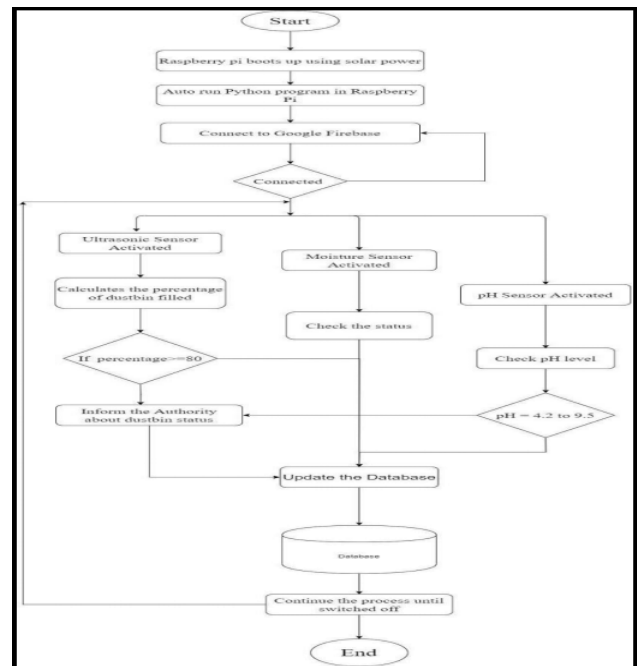 Start
Raspberry pi boots up using solar power
Auto run Python program in Raspberry
Pi
Connect to Google Firebase
Connected
Ultrasonic Sensor
Activated
Moisture Sensor
Activated
pH Sensor Activated
Calculates the percentage
of dustbin filled
Check the status
Check pH level
If percentage>=80
Inform the Authority
about dustbin status
pH = 4.2 to 9.5
Update the Database
Database
Continue the process until
switched off
End